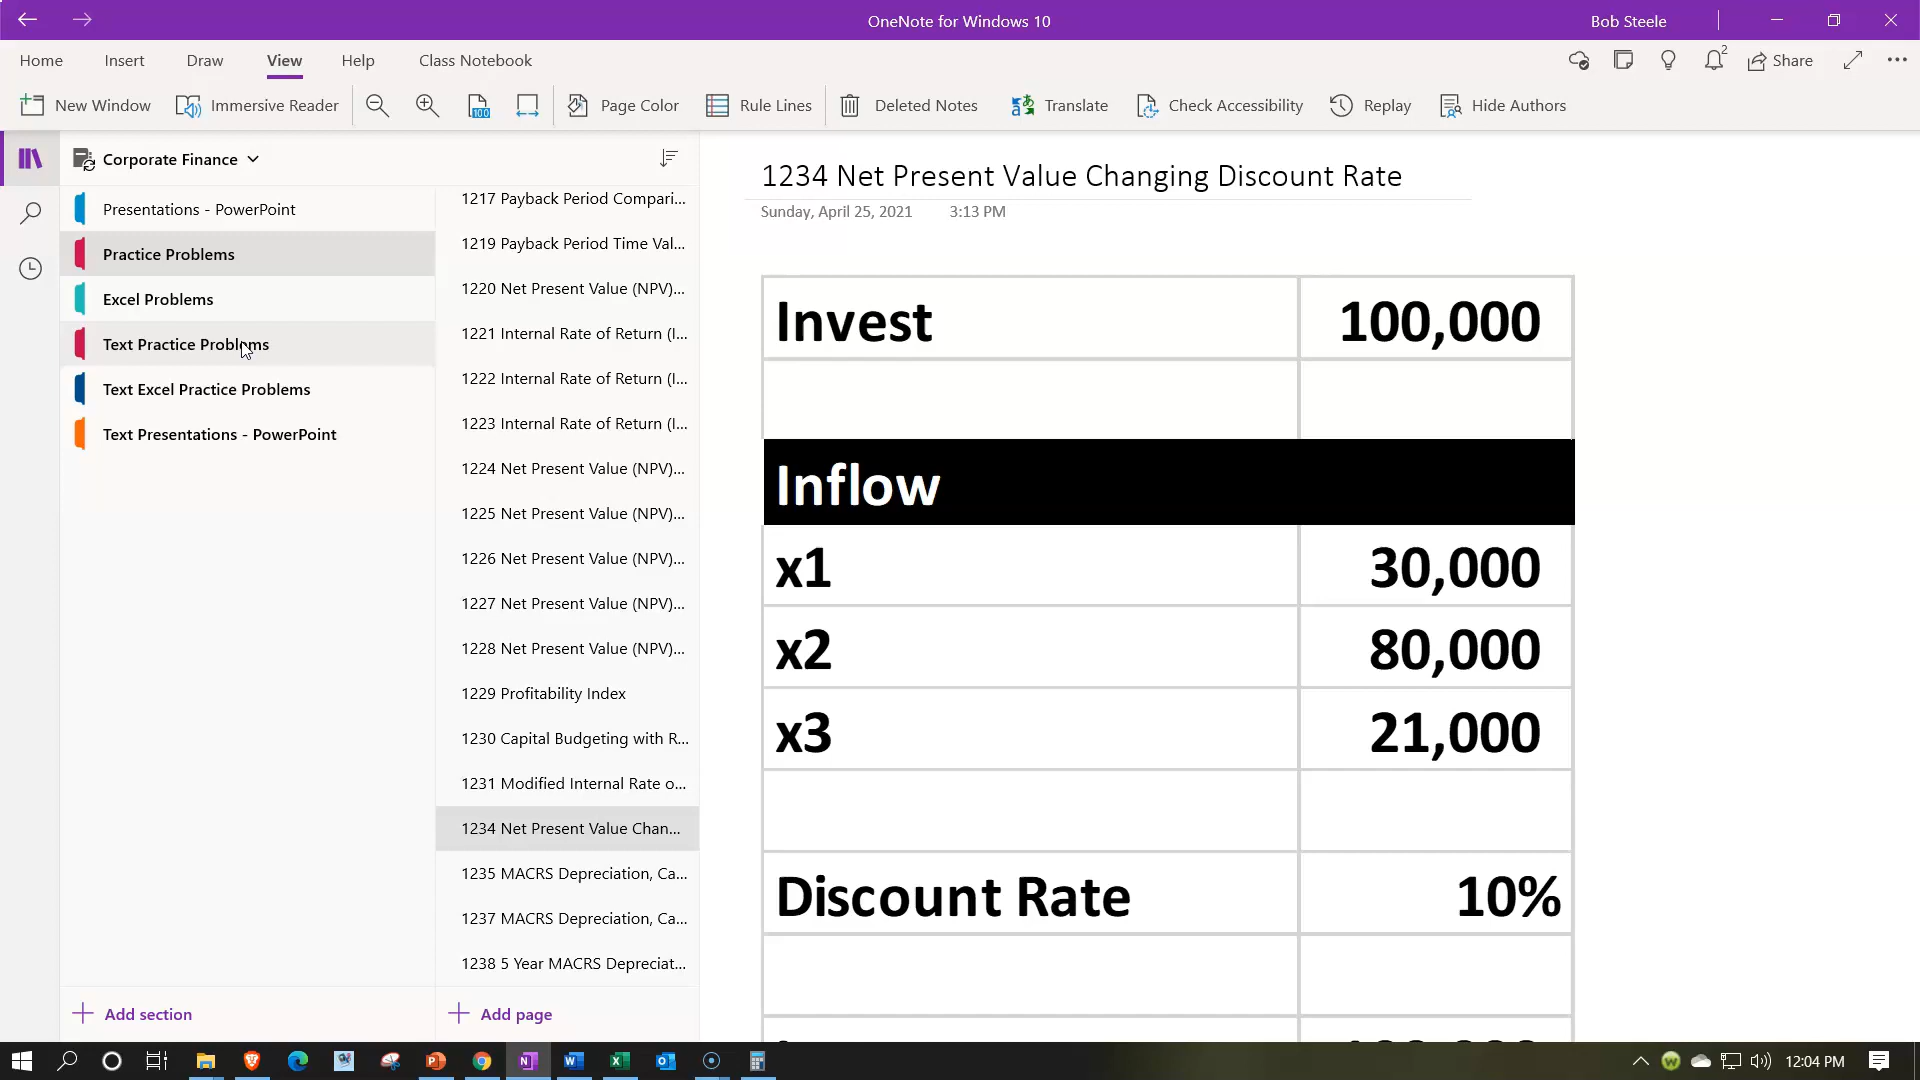 OneNote for Windows 10
Bob Steele
Home Insert Draw View Help Class Notebook
2
Share
New Window Immersive Reader 100 Page Color Rule Lines Deleted Notes Translate Check Accessibility Replay Hide Authors
Corporate Finance
Presentations - PowerPoint
Practice Problems
Excel Problems
Text Practice Problems
Text Excel Practice Problems
Text Presentations - PowerPoint
Add section
1217 Payback Period Compari...
1219 Payback Period Time Val...
1220 Net Present Value (NPV)...
1221 Internal Rate of Return (I...
1222 Internal Rate of Return (I...
1223 Internal Rate of Return (I...
1224 Net Present Value (NPV)...
1225 Net Present Value (NPV)...
1226 Net Present Value (NPV)...
1227 Net Present Value (NPV)...
1228 Net Present Value (NPV)...
1229 Profitability Index
1230 Capital Budgeting with R...
1231 Modified Internal Rate o...
1234 Net Present Value Chan...
1235 MACRS Depreciation, Ca...
1237 MACRS Depreciation, Ca...
1238 5 Year MACRS Depreciat...
Add page
1234 Net Present Value Changing Discount Rate
Sunday, April 25, 2021 3:13 PM
Invest 100,000
Inflow
x1 30,000
x2 80,000
x3 21,000
Discount Rate 10%
12:04 PM